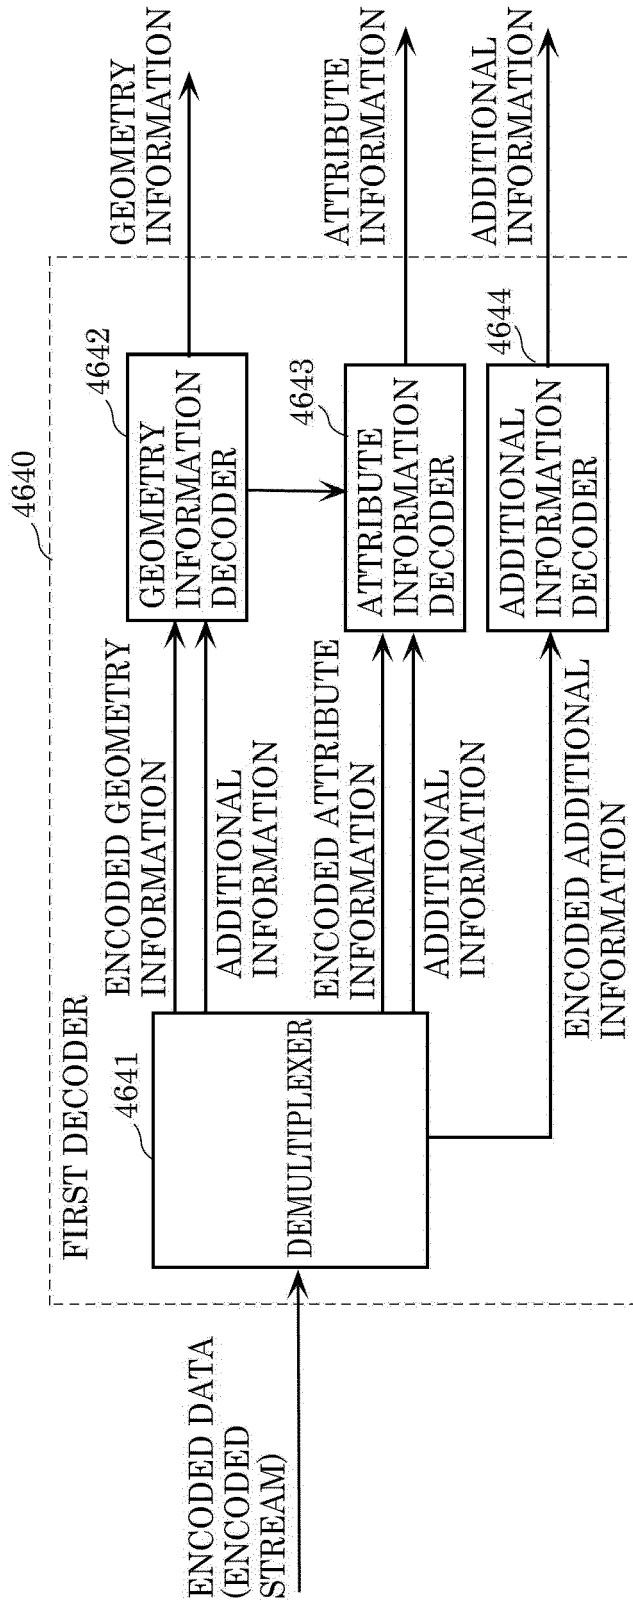 ENCODED DATA
(ENCODED
STREAM)
FIRST DECODER
4640
4641
DEMULTIPLEXER
ENCODED GEOMETRY
INFORMATION
ADDITIONAL
INFORMATION
ENCODED ATTRIBUTE
INFORMATION
ADDITIONAL
INFORMATION
ENCODED ADDITIONAL
INFORMATION
4642
GEOMETRY
INFORMATION
DECODER
4643
ATTRIBUTE
INFORMATION
DECODER
4644
ADDITIONAL
INFORMATION
DECODER
GEOMETRY
INFORMATION
ATTRIBUTE
INFORMATION
ADDITIONAL
INFORMATION